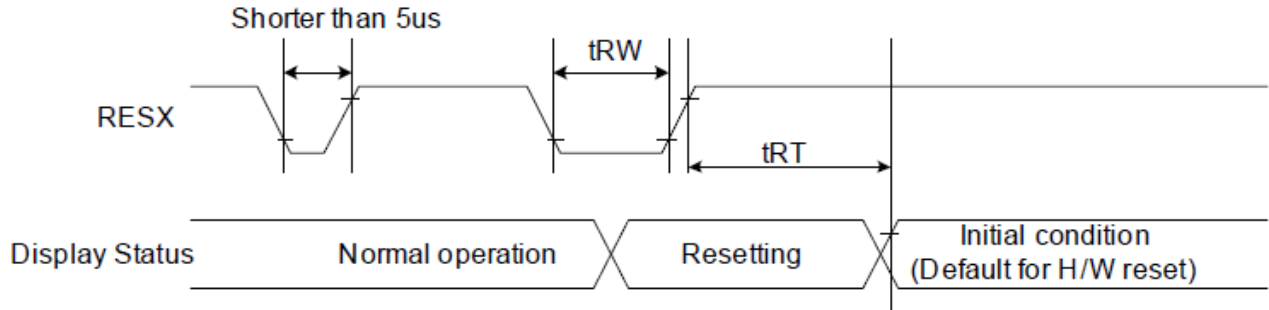 Shorter than 5us
tRW
RESX
tRT
Display Status
Normal operation
Resetting
Initial condition
(Default for H/W reset)